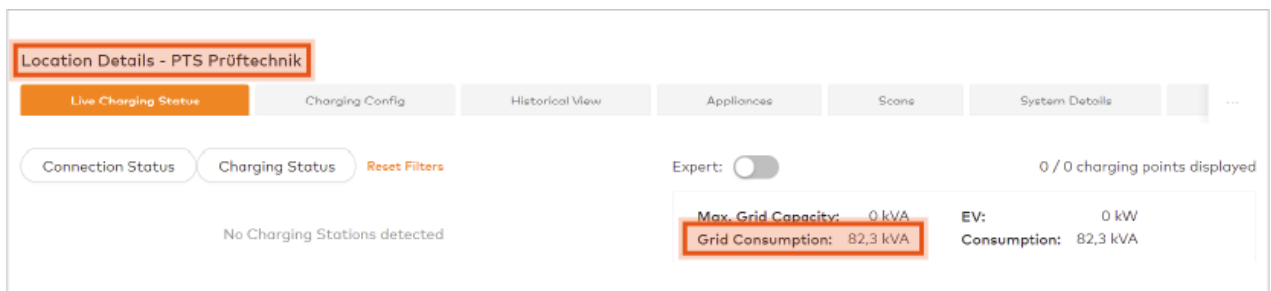 Location Details - PTS Prüftechnik
Live Charging Status Charging Config Historical View Appliances Scans System Details ...
Connection Status Charging Status Reset Filters Expert: 0 / 0 charging points displayed
Max. Grid Capacity: 0 kVA EV: 0 kW
No Charging Stations detected
Grid Consumption: 82,3 kVA Consumption: 82,3 kVA